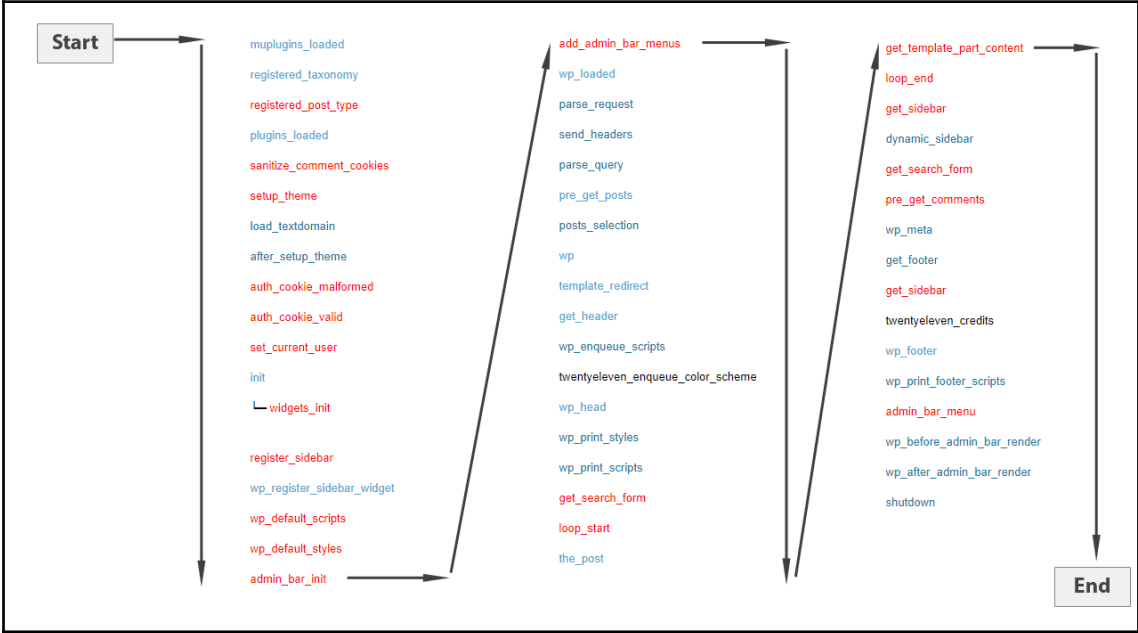 Start
muplugins_loaded
registered_taxonomy
registered_post_type
plugins_loaded
sanitize_comment_cookies
setup_theme
load_textdomain
after_setup_theme
auth_cookie_malformed
auth_cookie_valid
set_current_user
init
widgets_init
register_sidebar
wp_register_sidebar_widget
wp_default_scripts
wp_default_styles
admin_bar_init
add_admin_bar_menus
wp_loaded
parse_request
send_headers
parse_query
pre_get_posts
posts_selection
wp
template_redirect
get_header
wp_enqueue_scripts
twentyeleven_enqueue_color_scheme
wp_head
wp_print_styles
wp_print_scripts
get_search_form
loop_start
the_post
get_template_part_content
loop_end
get_sidebar
dynamic_sidebar
get_search_form
pre_get_comments
wp_meta
get_footer
get_sidebar
twentyeleven_credits
wp_footer
wp_print_footer_scripts
admin_bar_menu
wp_before_admin_bar_render
wp_after_admin_bar_render
shutdown
End